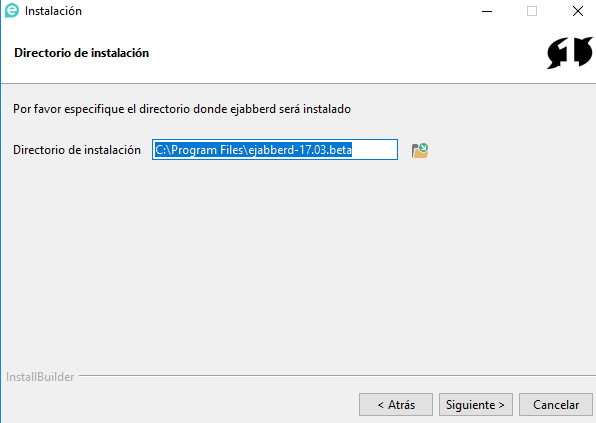 Instalación
Directorio de instalación
Por favor especifique el directorio donde ejabberd será instalado
Directorio de instalación C:\Program Files\ejabberd-17.03.beta
InstallBuilder
< Atrás Siguiente > Cancelar